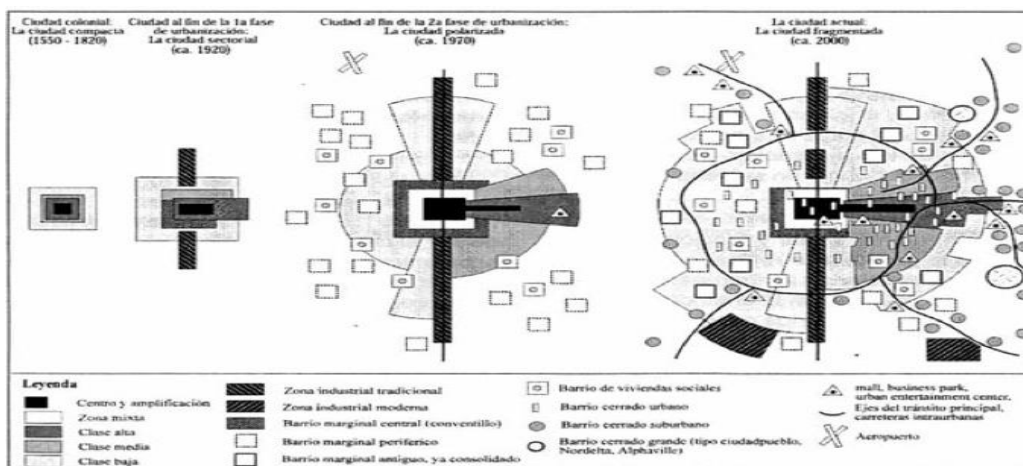 Ciudad colonial:
La ciudad compacta
(1550 - 1820)
Ciudad al fin de la 1a fase
de urbanización:
La ciudad sectorial
(ca. 1920)
Ciudad al fin de la 2a fase de urbanización:
La ciudad polarizada
(ca. 1970)
La ciudad actual:
La ciudad fragmentada
(ca. 2000)
Leyenda
Centro y amplificación
Zona mixta
Clase alta
Clase media
Clase baja
Zona industrial tradicional
Zona industrial moderna
Barrio marginal central (conventillo)
Barrio marginal periférico
Barrio marginal antiguo, ya consolidado
Barrio de viviendas sociales
Barrio cerrado urbano
Barrio cerrado suburbano
Barrio cerrado grande (tipo ciudadpueblo,
Nordelta, Alphaville)
mall, business park,
urban entertainment center,
Ejes del tránsito principal,
carreteras intraurbanas
Aeropuerto